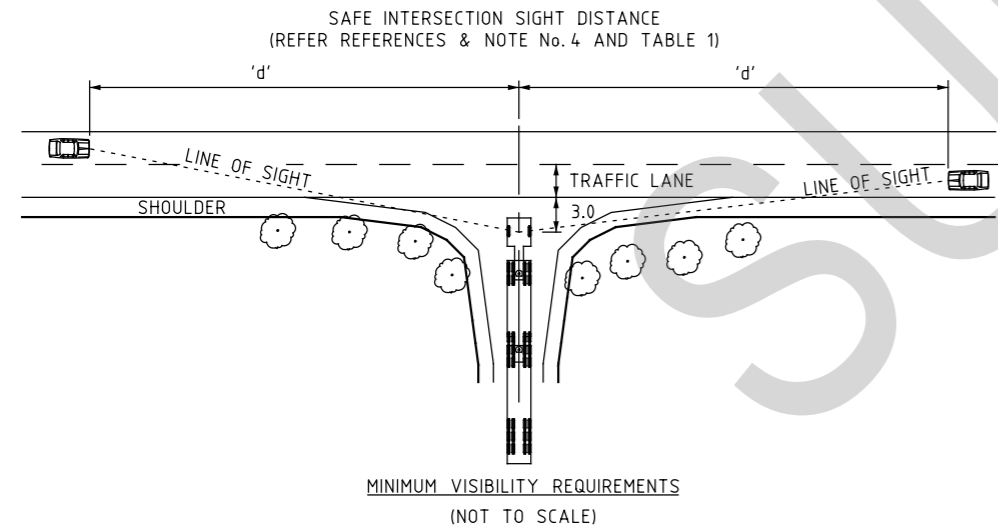 SAFE INTERSECTION SIGHT DISTANCE
(REFER REFERENCES & NOTE No. 4 AND TABLE 1)
'd'
'd'
LINE OF SIGHT
TRAFFIC LANE
LINE OF SIGHT
SHOULDER
3.0
MINIMUM VISIBILITY REQUIREMENTS
(NOT TO SCALE)
SU